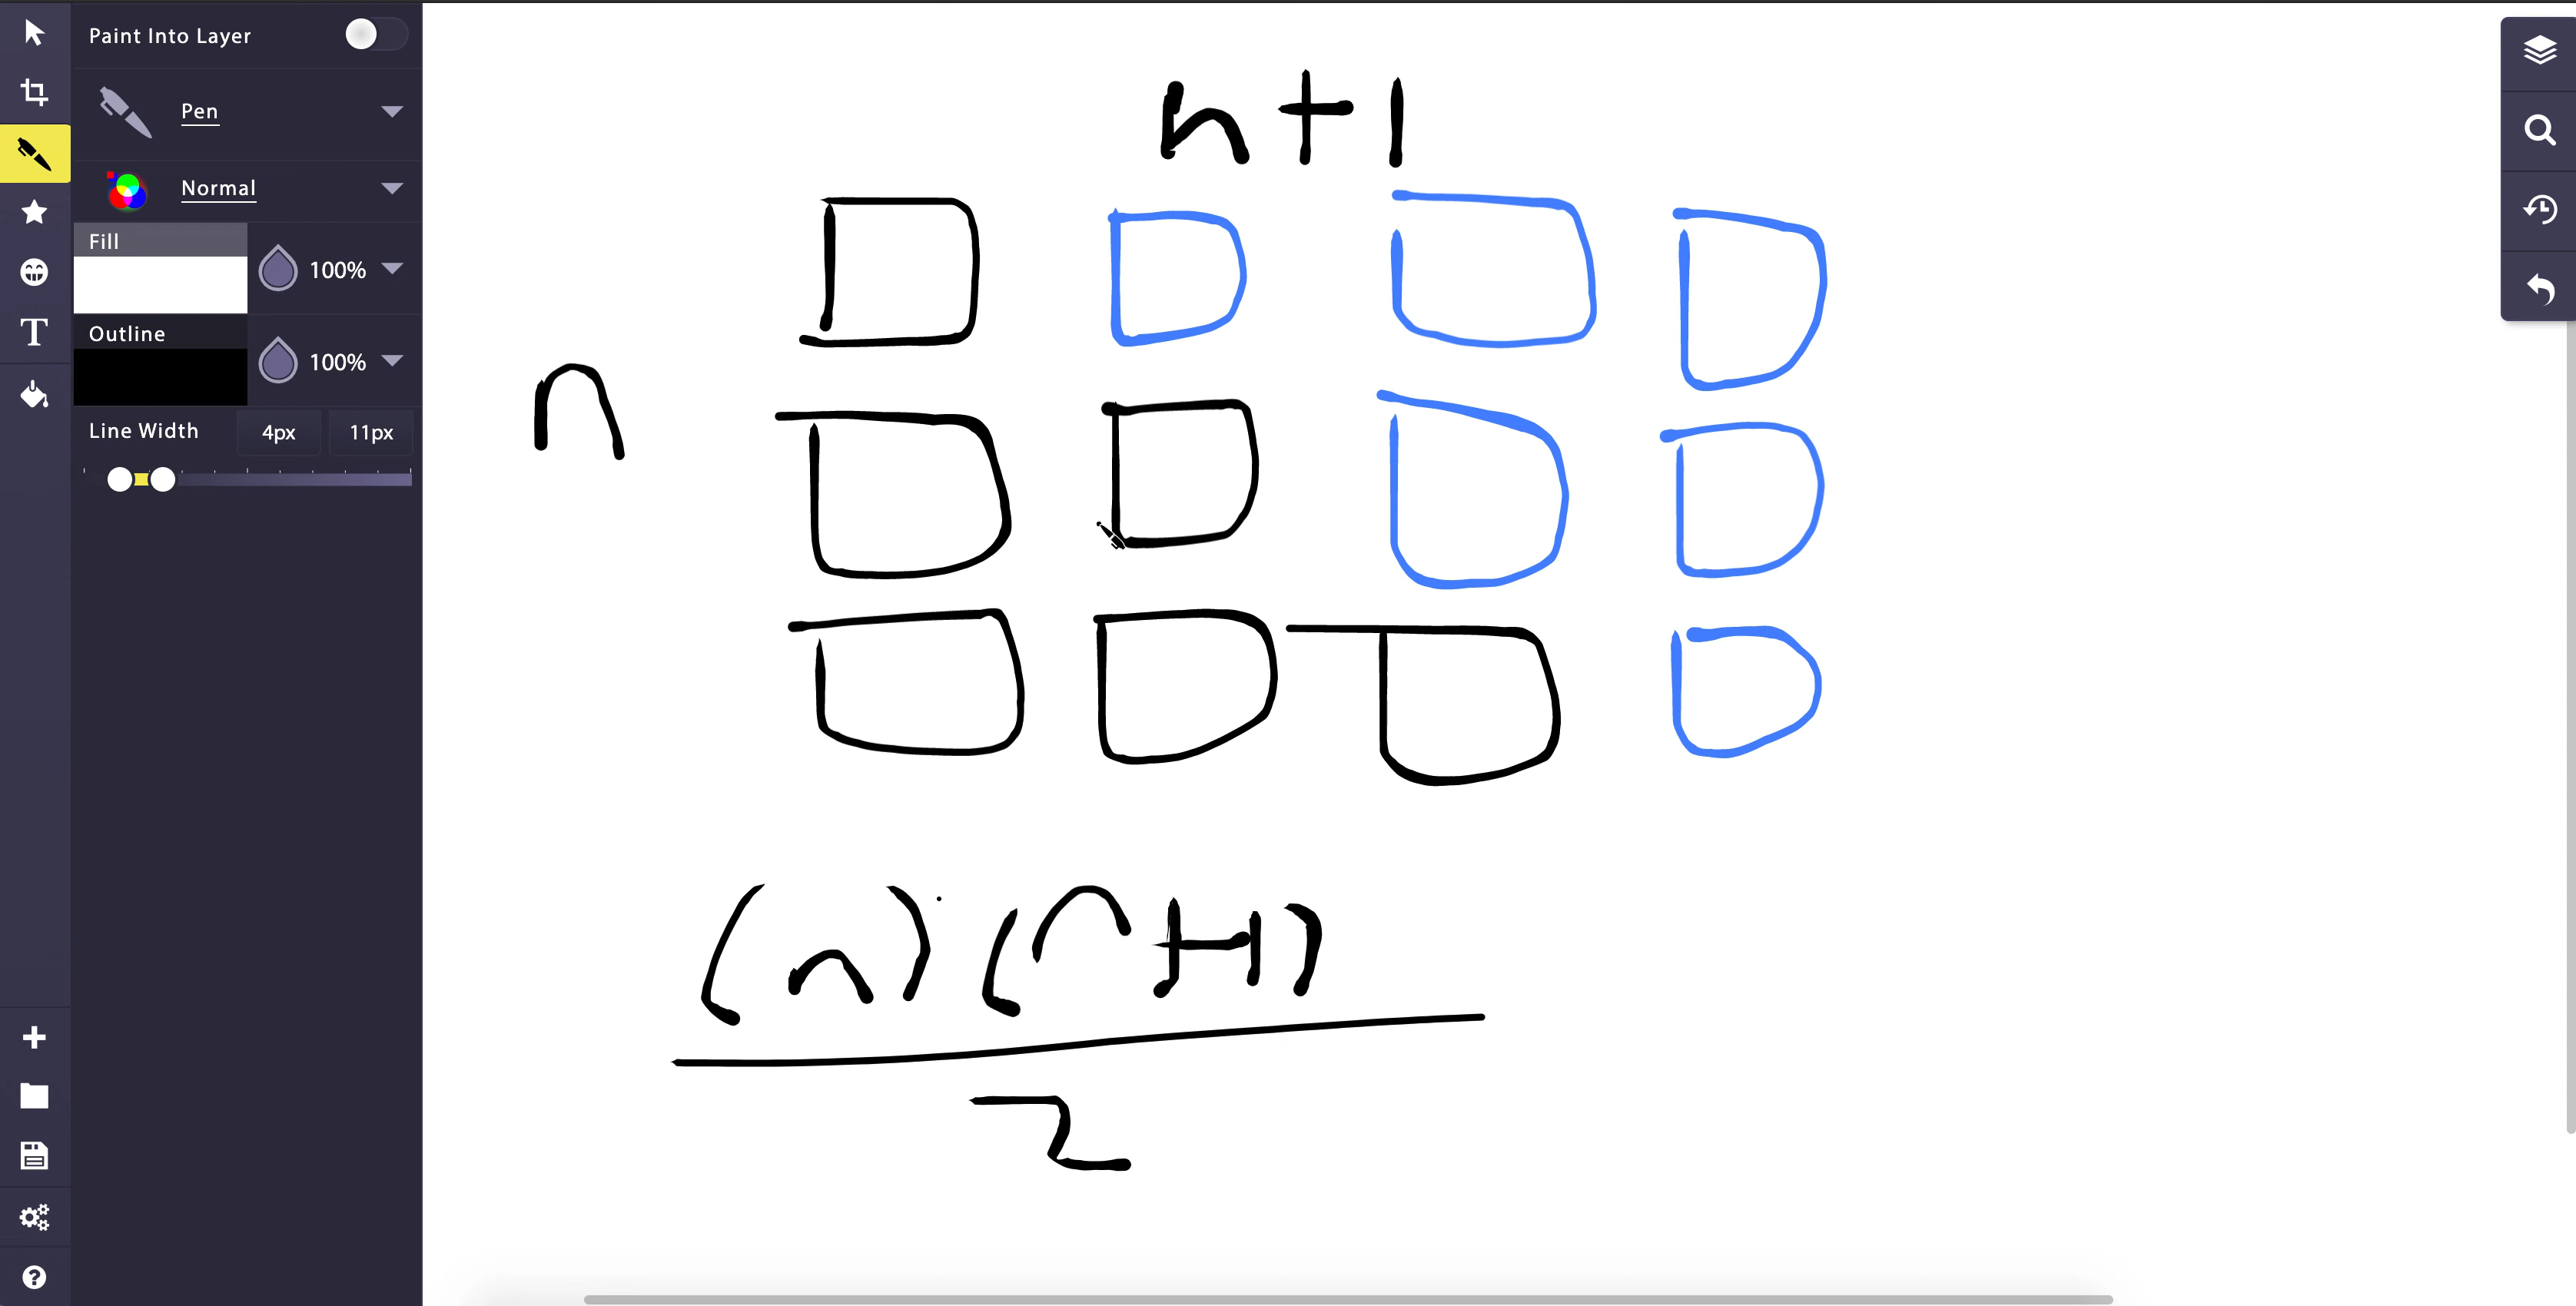 Paint Into Layer
Pen
Normal
Fill
100%
Outline
100%
Line Width 4px 11px
T
n+1
n
(n)(n+1)
2